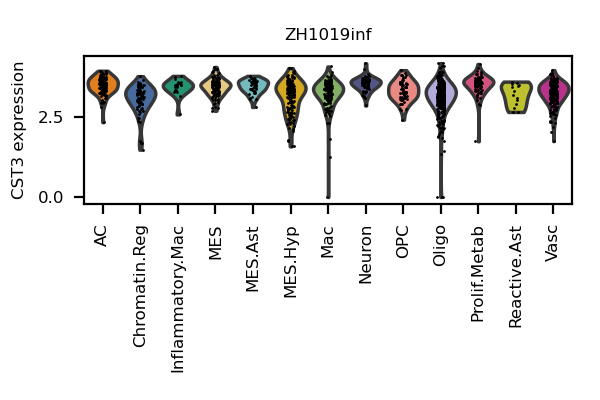 ZH1019inf
CST3 expression
2.5
0.0
AC
Chromatin.Reg
Inflammatory.Mac
MES
MES.Ast
MES.Hyp
Mac
Neuron
OPC
Oligo
Prolif.Metab
Reactive.Ast
Vasc